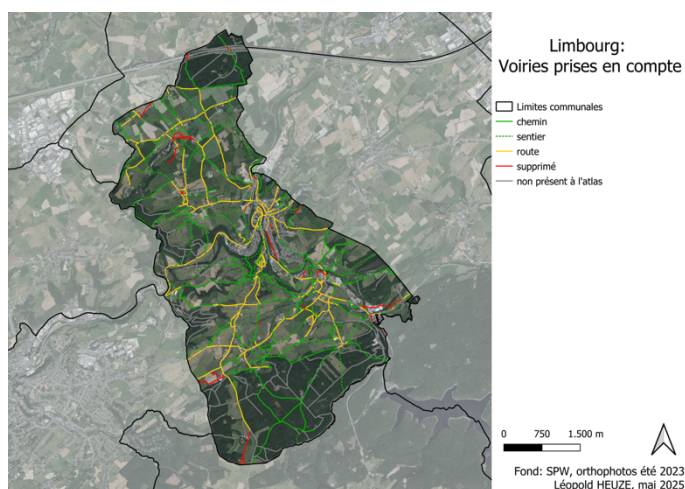 Limbourg:
Voiries prises en compte
Limites communales
chemin
sentier
route
supprimé
non présent à l'atlas
0 750 1.500 m
Fond: SPW, orthophotos été 2023
Léopold HEUZE, mai 2025